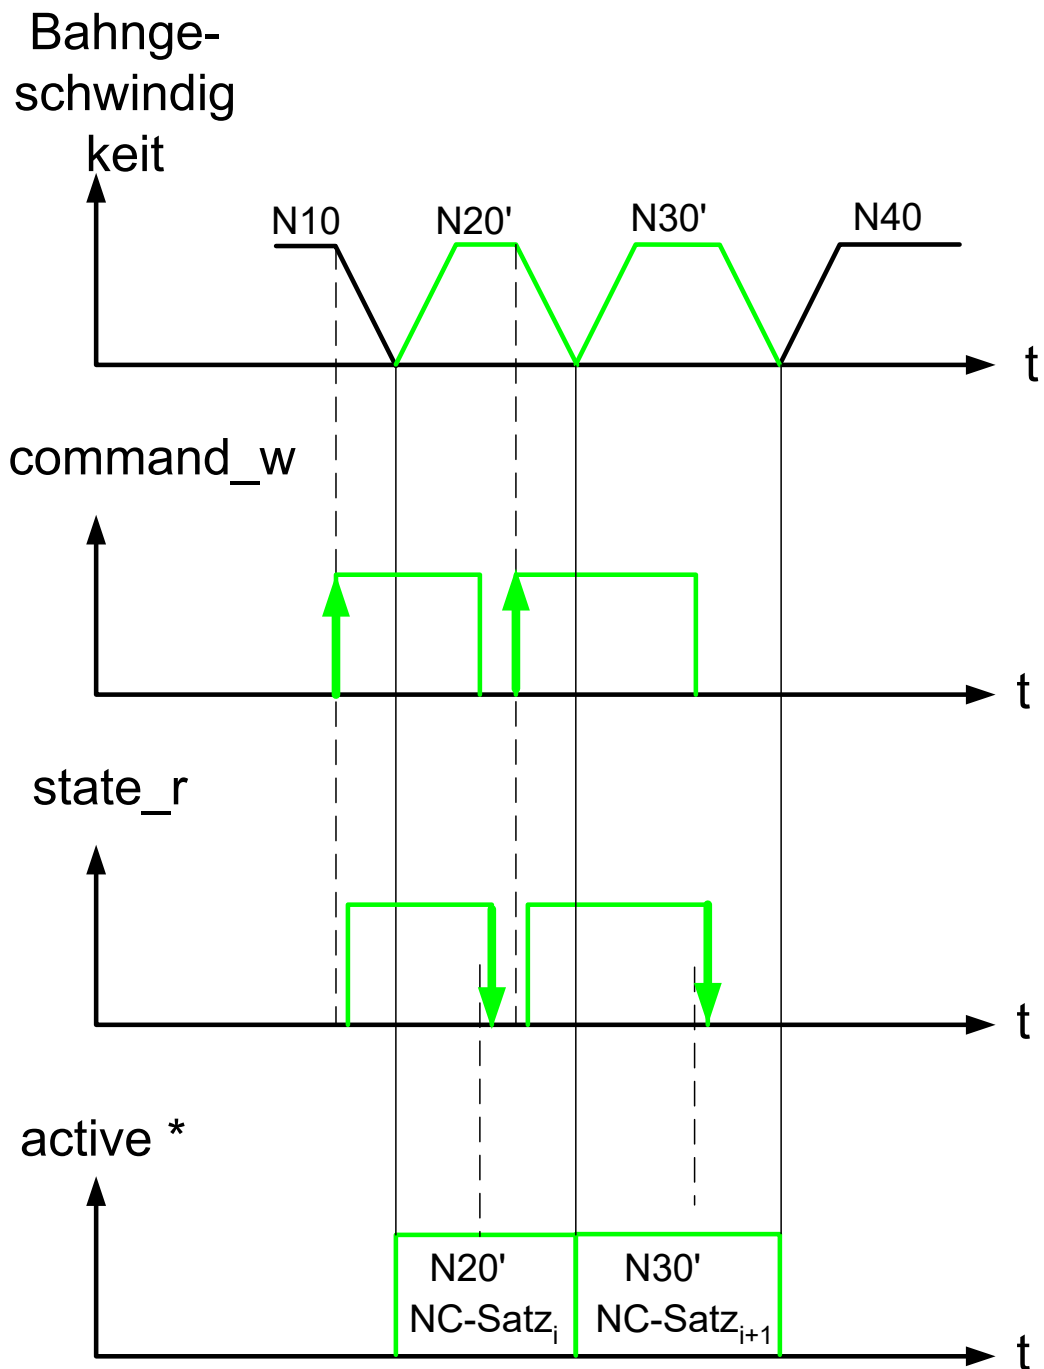 Bahnge-
schwindig
keit
N10 N20' N30' N40
t
command_w
t
state_r
t
active *
N20' N30'
NC-Satzi NC-Satzi+1
t